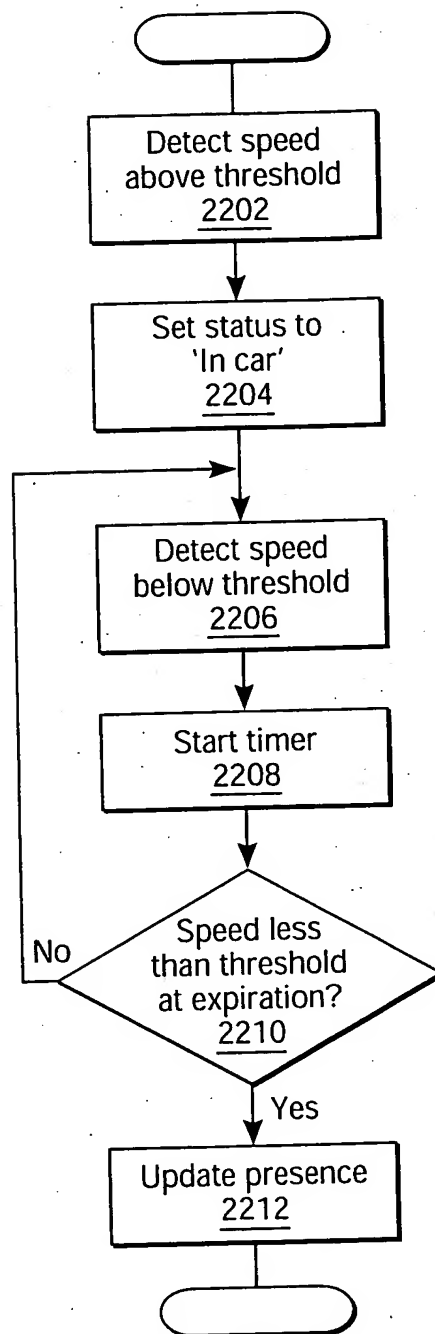 Detect speed
above threshold
2202
Set status to
'In car'
2204
Detect speed
below threshold
2206
Start timer
2208
Speed less
than threshold
at expiration?
2210
No
Yes
Update presence
2212